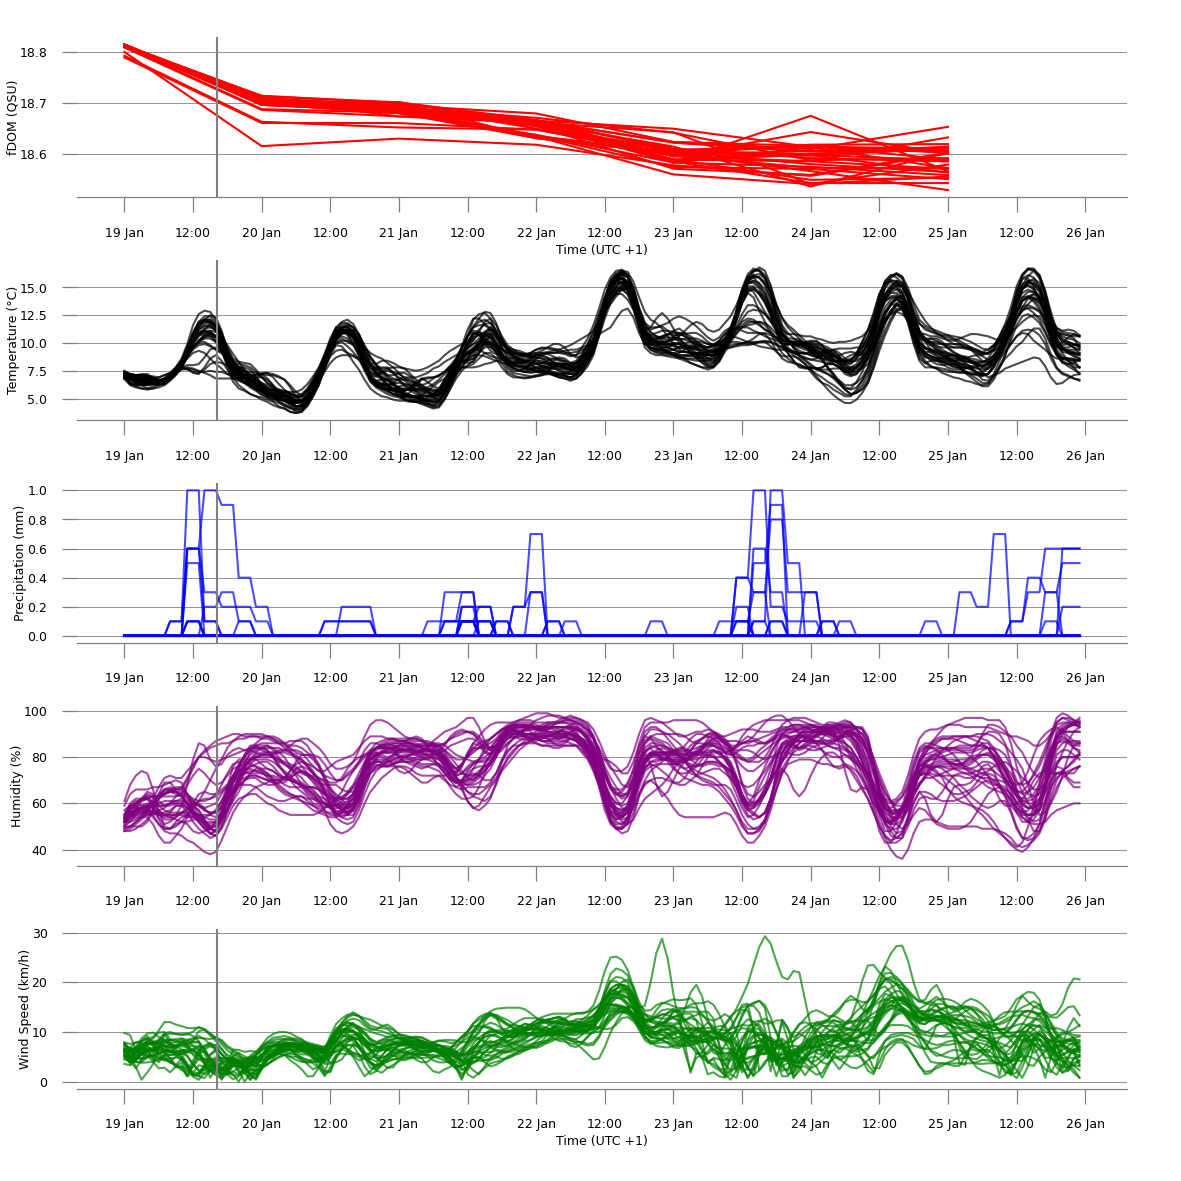 18.8
18.7
18.6
fDOM (QSU)
19 Jan 12:00 20 Jan 12:00 21 Jan 12:00 22 Jan 12:00 23 Jan 12:00 24 Jan 12:00 25 Jan 12:00 26 Jan
Time (UTC +1)
15.0
12.5
10.0
7.5
5.0
Temperature (°C)
19 Jan 12:00 20 Jan 12:00 21 Jan 12:00 22 Jan 12:00 23 Jan 12:00 24 Jan 12:00 25 Jan 12:00 26 Jan
1.0
0.8
0.6
0.4
0.2
0.0
Precipitation (mm)
19 Jan 12:00 20 Jan 12:00 21 Jan 12:00 22 Jan 12:00 23 Jan 12:00 24 Jan 12:00 25 Jan 12:00 26 Jan
100
80
60
40
Humidity (%)
19 Jan 12:00 20 Jan 12:00 21 Jan 12:00 22 Jan 12:00 23 Jan 12:00 24 Jan 12:00 25 Jan 12:00 26 Jan
30
20
10
0
Wind Speed (km/h)
19 Jan 12:00 20 Jan 12:00 21 Jan 12:00 22 Jan 12:00 23 Jan 12:00 24 Jan 12:00 25 Jan 12:00 26 Jan
Time (UTC +1)